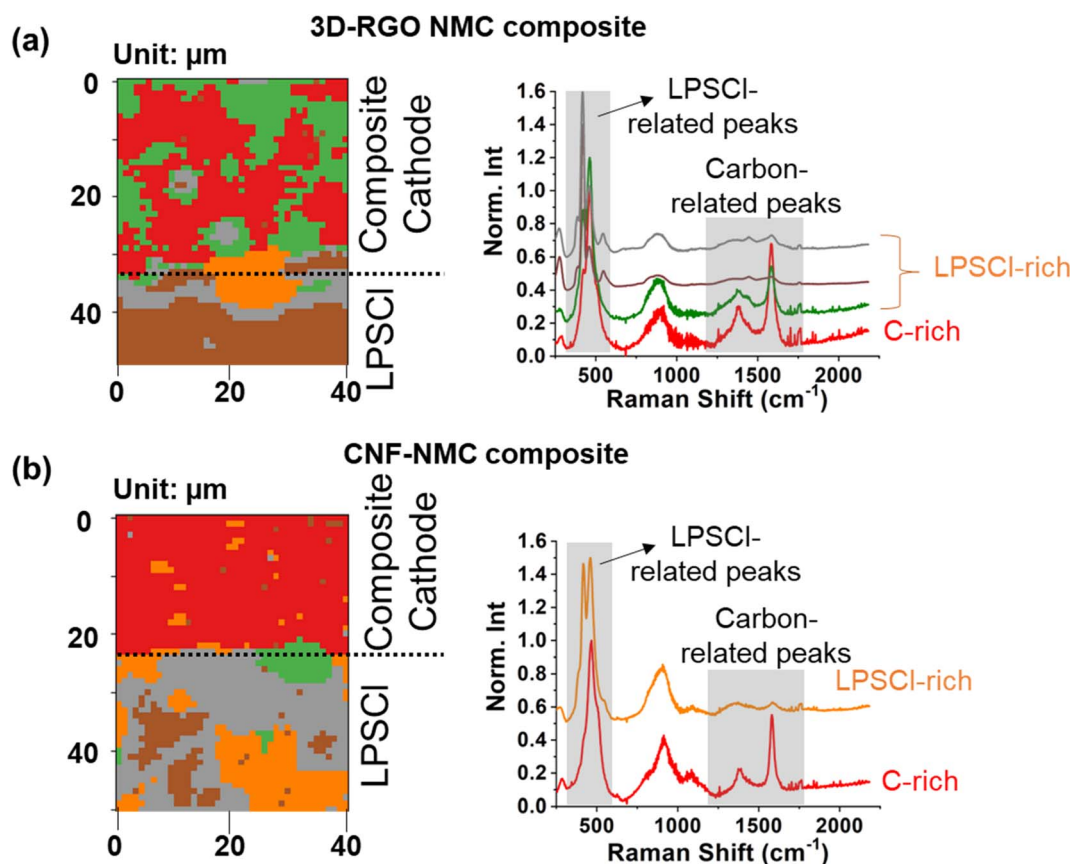 (a)
3D-RGO NMC composite
Unit: µm
0
20
40
0
20
40
Composite
Cathode
LPSCl
Norm. Int
1.6
1.4
1.2
1.0
0.8
0.6
0.4
0.2
0.0
LPSCl-
related peaks
Carbon-
related peaks
LPSCl-rich
C-rich
500
1000
1500
2000
Raman Shift (cm⁻¹)
(b)
CNF-NMC composite
Unit: µm
0
20
40
0
20
40
Composite
Cathode
LPSCl
Norm. Int
1.6
1.4
1.2
1.0
0.8
0.6
0.4
0.2
0.0
LPSCl-
related peaks
Carbon-
related peaks
LPSCl-rich
C-rich
500
1000
1500
2000
Raman Shift (cm⁻¹)